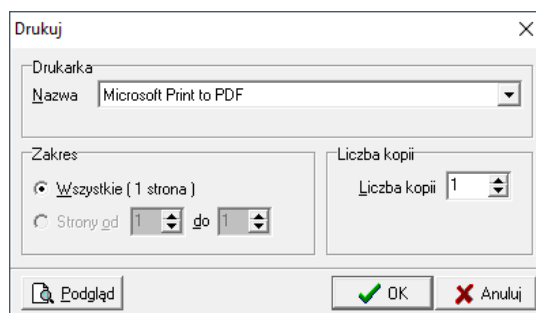 Drukuj
Drukarka
Nazwa Microsoft Print to PDF
Zakres
Wszystkie ( 1 strona )
Strony od 1 do 1
Liczba kopii
Liczba kopii 1
Podgląd OK Anuluj